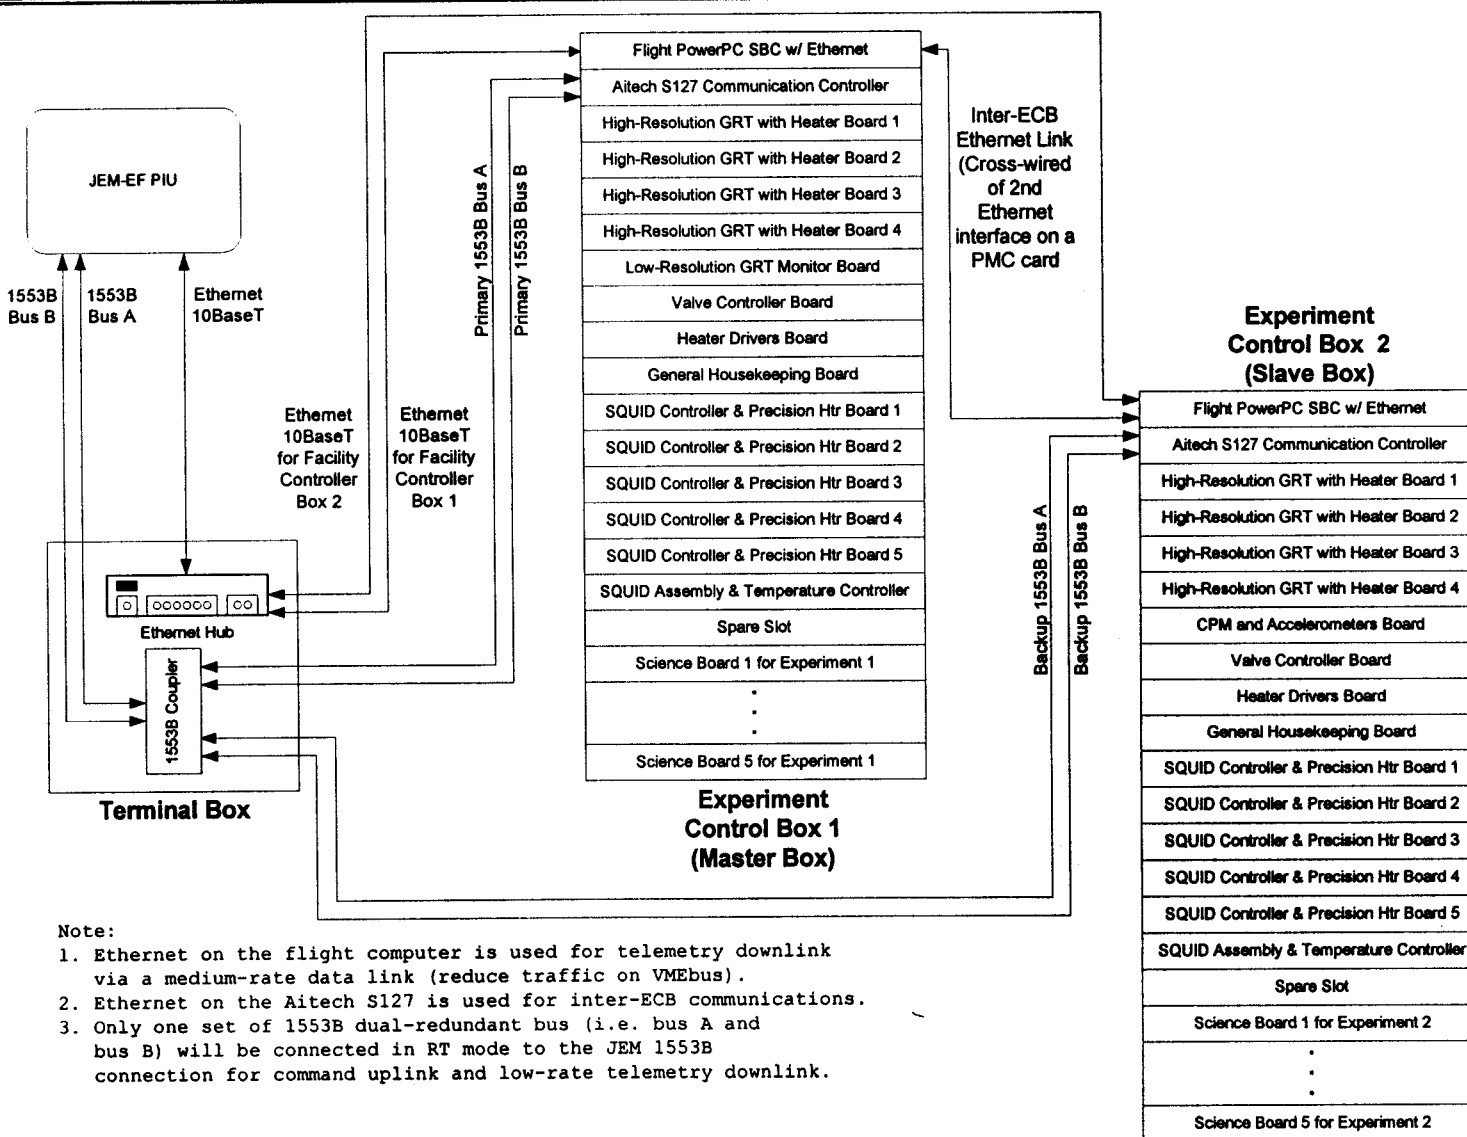 JEM-EF PIU
1553B
Bus B
1553B
Bus A
Ethernet
10BaseT
Ethernet
10BaseT
for Facility
Controller
Box 2
Ethernet
10BaseT
for Facility
Controller
Box 1
Primary 1553B Bus A
Primary 1553B Bus B
Ethernet Hub
1553B Coupler
Terminal Box
Flight PowerPC SBC w/ Ethernet
Aitech S127 Communication Controller
High-Resolution GRT with Heater Board 1
High-Resolution GRT with Heater Board 2
High-Resolution GRT with Heater Board 3
High-Resolution GRT with Heater Board 4
Low-Resolution GRT Monitor Board
Valve Controller Board
Heater Drivers Board
General Housekeeping Board
SQUID Controller & Precision Htr Board 1
SQUID Controller & Precision Htr Board 2
SQUID Controller & Precision Htr Board 3
SQUID Controller & Precision Htr Board 4
SQUID Controller & Precision Htr Board 5
SQUID Assembly & Temperature Controller
Spare Slot
Science Board 1 for Experiment 1
Science Board 5 for Experiment 1
Experiment
Control Box 1
(Master Box)
Inter-ECB
Ethernet Link
(Cross-wired
of 2nd
Ethernet
interface on a
PMC card
Backup 1553B Bus A
Backup 1553B Bus B
Experiment
Control Box 2
(Slave Box)
Flight PowerPC SBC w/ Ethernet
Aitech S127 Communication Controller
High-Resolution GRT with Heater Board 1
High-Resolution GRT with Heater Board 2
High-Resolution GRT with Heater Board 3
High-Resolution GRT with Heater Board 4
CPM and Accelerometers Board
Valve Controller Board
Heater Drivers Board
General Housekeeping Board
SQUID Controller & Precision Htr Board 1
SQUID Controller & Precision Htr Board 2
SQUID Controller & Precision Htr Board 3
SQUID Controller & Precision Htr Board 4
SQUID Controller & Precision Htr Board 5
SQUID Assembly & Temperature Controller
Spare Slot
Science Board 1 for Experiment 2
Science Board 5 for Experiment 2
Note:
1. Ethernet on the flight computer is used for telemetry downlink
via a medium-rate data link (reduce traffic on VMEbus).
2. Ethernet on the Aitech S127 is used for inter-ECB communications.
3. Only one set of 1553B dual-redundant bus (i.e. bus A and
bus B) will be connected in RT mode to the JEM 1553B
connection for command uplink and low-rate telemetry downlink.